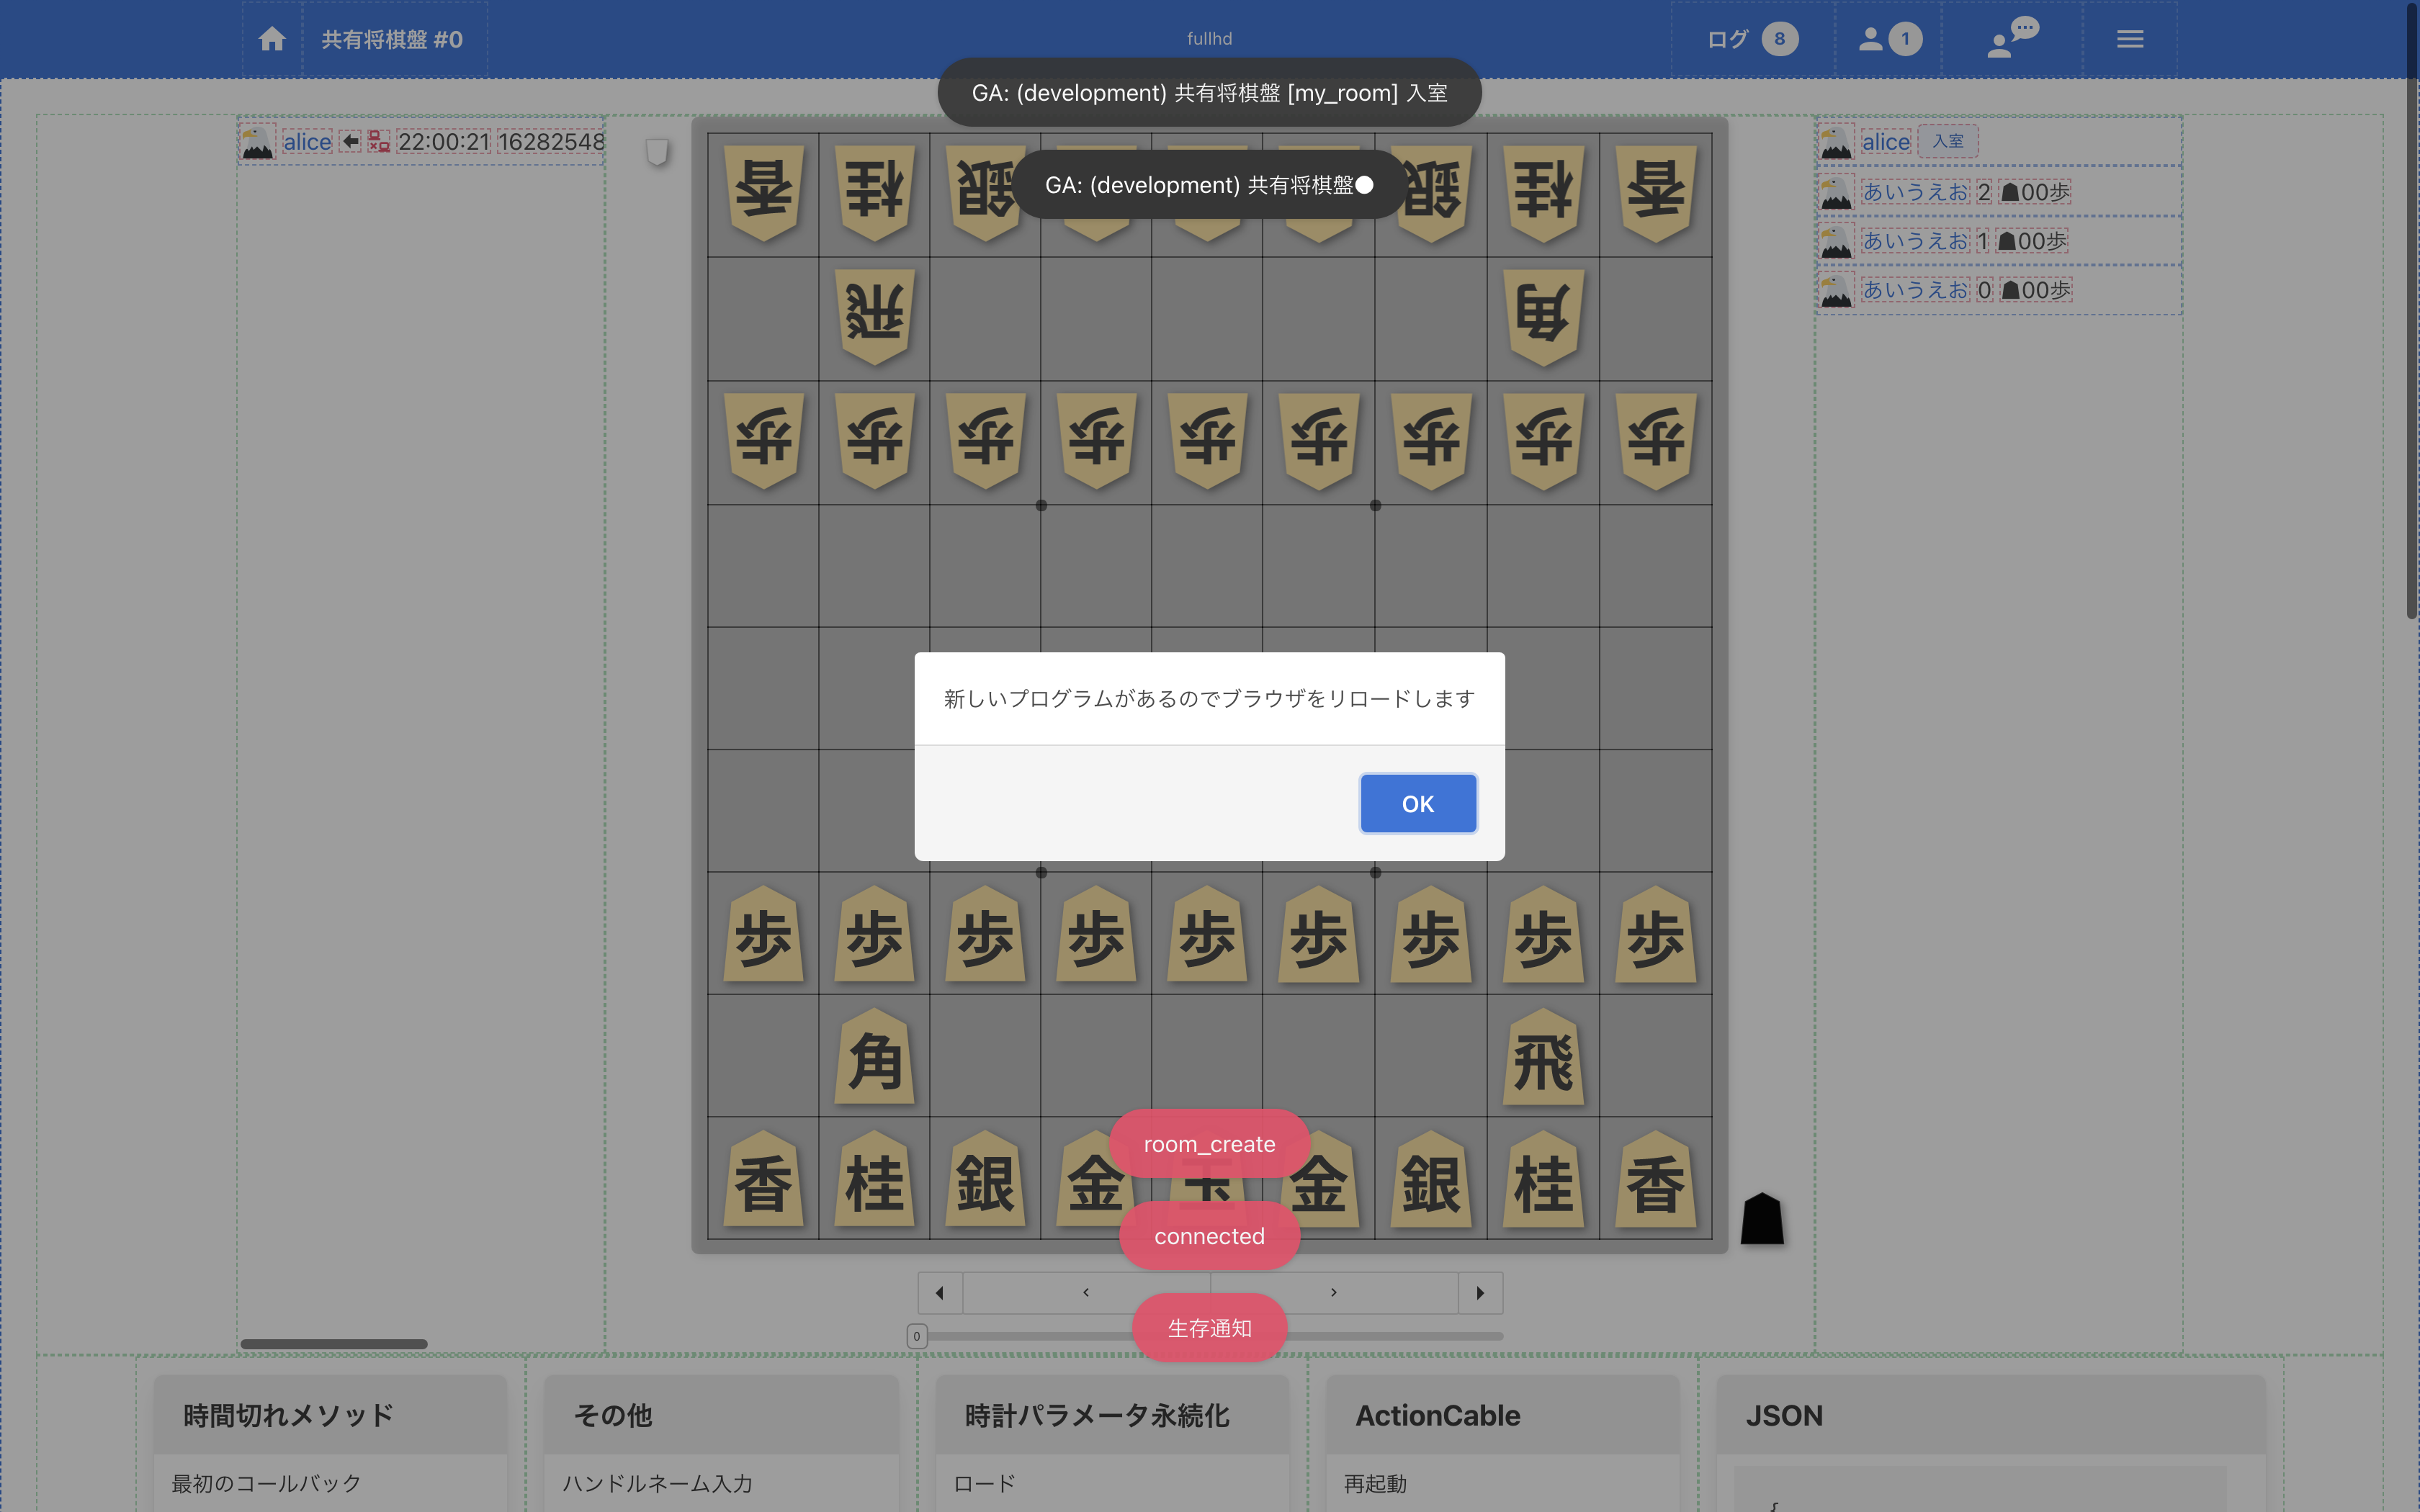 共有将棋盤 #0
fullhd
ログ 8
1
GA: (development) 共有将棋盤 [my_room] 入室
GA: (development) 共有将棋盤●
alice 22:00:21 16282548
alice 入室
あいうえお 2 ☗00歩
あいうえお 1 ☗00歩
あいうえお 0 ☗00歩
香 桂 銀 銀 桂 香
飛 角
歩 歩 歩 歩 歩 歩 歩 歩 歩
新しいプログラムがあるのでブラウザをリロードします
OK
歩 歩 歩 歩 歩 歩 歩 歩 歩
角 飛
香 桂 銀 金 玉 金 銀 桂 香
room_create
connected
生存通知
0
時間切れメソッド
最初のコールバック
その他
ハンドルネーム入力
時計パラメータ永続化
ロード
ActionCable
再起動
JSON
{